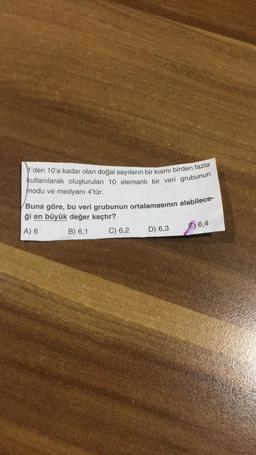 1'den 10'a kadar olan doğal sayıların bir kısmı birden fazla
kullanılarak oluşturulan 10 elemanlı bir veri grubunun
modu ve medyanı 4'tür.
Buna göre, bu veri grubunun ortalamasının alabilece-
ği en büyük değer kaçtır?
A) 6 B) 6,1 C) 6,2 D) 6,3 E) 6,4